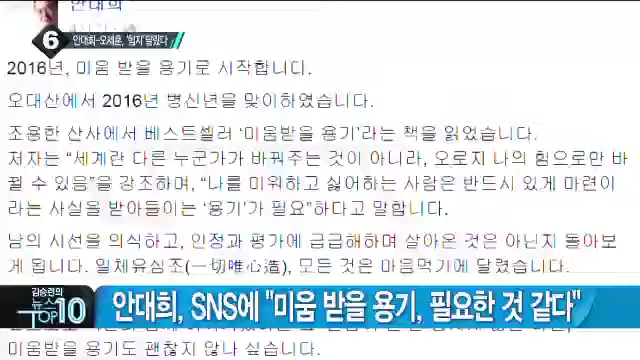 안대희
6
안대희-오세훈, '험지' 달랐다
2016년, 미움 받을 용기로 시작합니다.
오대산에서 2016년 병신년을 맞이하였습니다.
조용한 산사에서 베스트셀러 ‘미움받을 용기’라는 책을 읽었습니다.
저자는 “세계란 다른 누군가가 바꿔주는 것이 아니라, 오로지 나의 힘으로만 바
뀔 수 있음”을 강조하며, “나를 미워하고 싫어하는 사람은 반드시 있게 마련이
라는 사실을 받아들이는 ‘용기’가 필요”하다고 말합니다.
남의 시선을 의식하고, 인정과 평가에 급급해하며 살아온 것은 아닌지 돌아보
게 됩니다. 일체유심조(一切唯心造), 모든 것은 마음먹기에 달렸습니다.
김승련의
뉴스
TOP10
안대희, SNS에 "미움 받을 용기, 필요한 것 같다"
미움받을 용기도 괜찮지 않나 싶습니다.